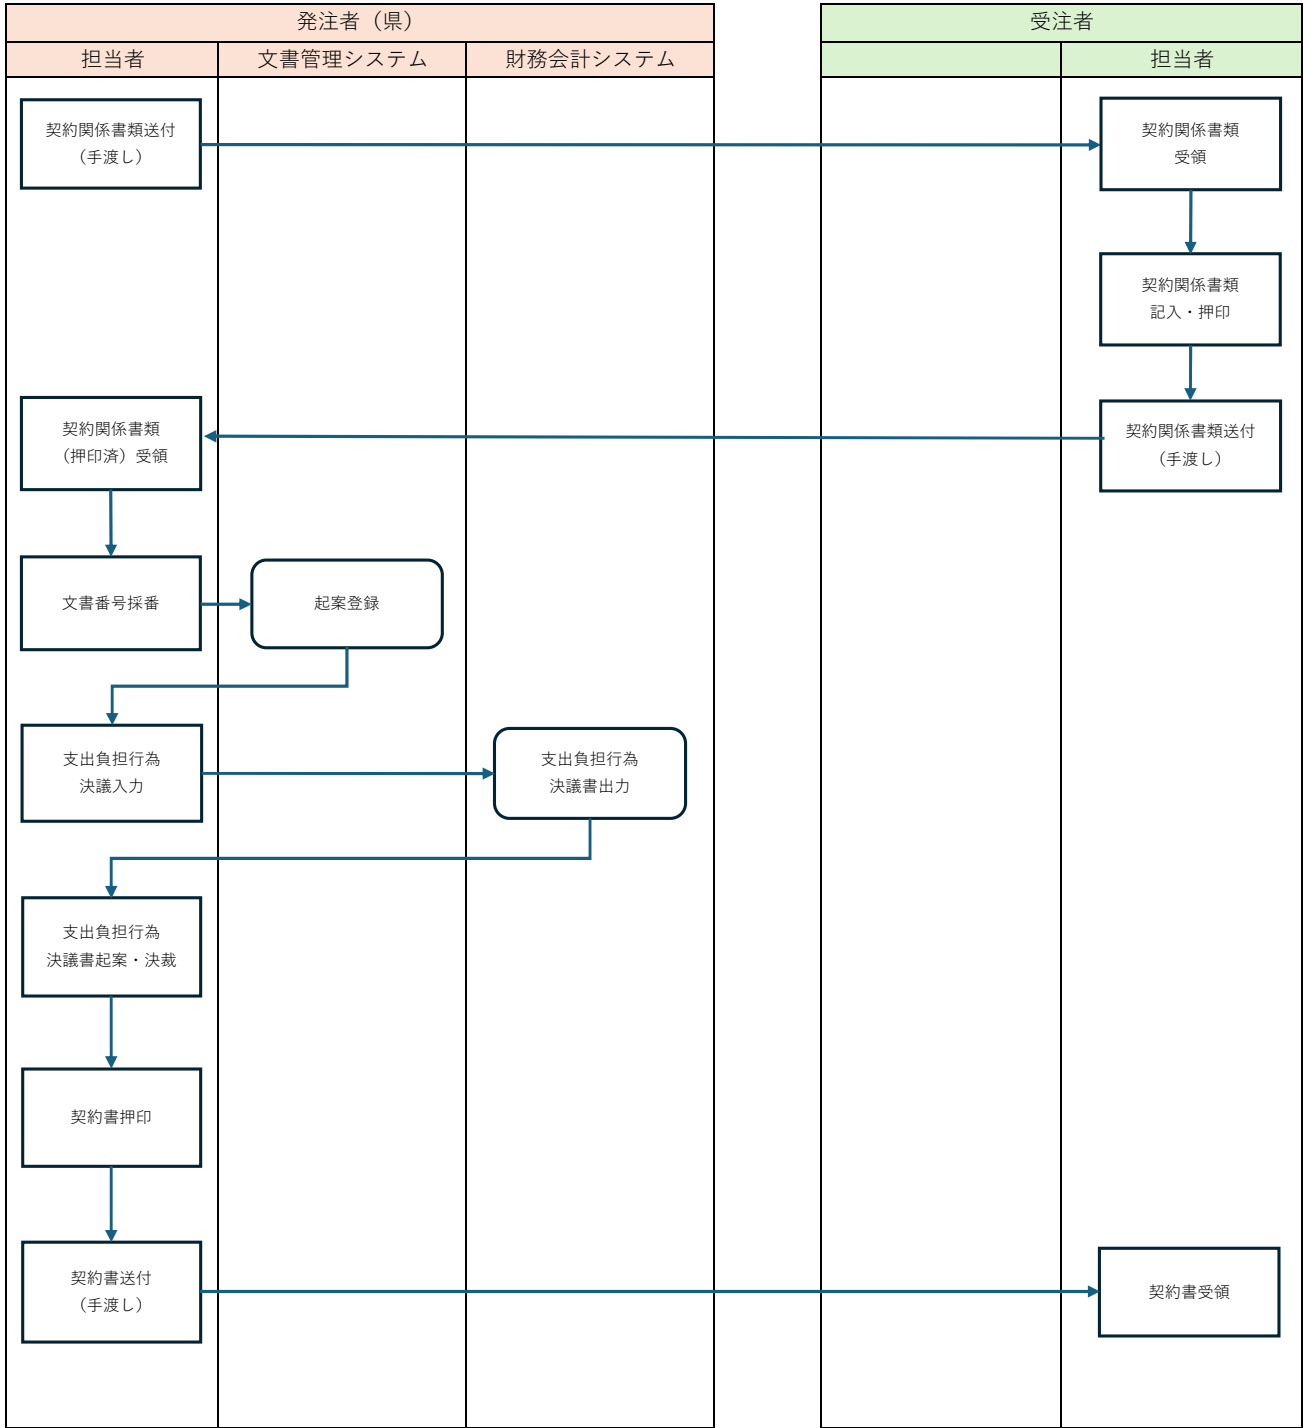 発注者（県）
受注者
担当者
文書管理システム
財務会計システム
担当者
契約関係書類送付
（手渡し）
契約関係書類
受領
契約関係書類
記入・押印
契約関係書類
（押印済）受領
契約関係書類送付
（手渡し）
文書番号採番
起案登録
支出負担行為
決議入力
支出負担行為
決議書出力
支出負担行為
決議書起案・決裁
契約書押印
契約書送付
（手渡し）
契約書受領